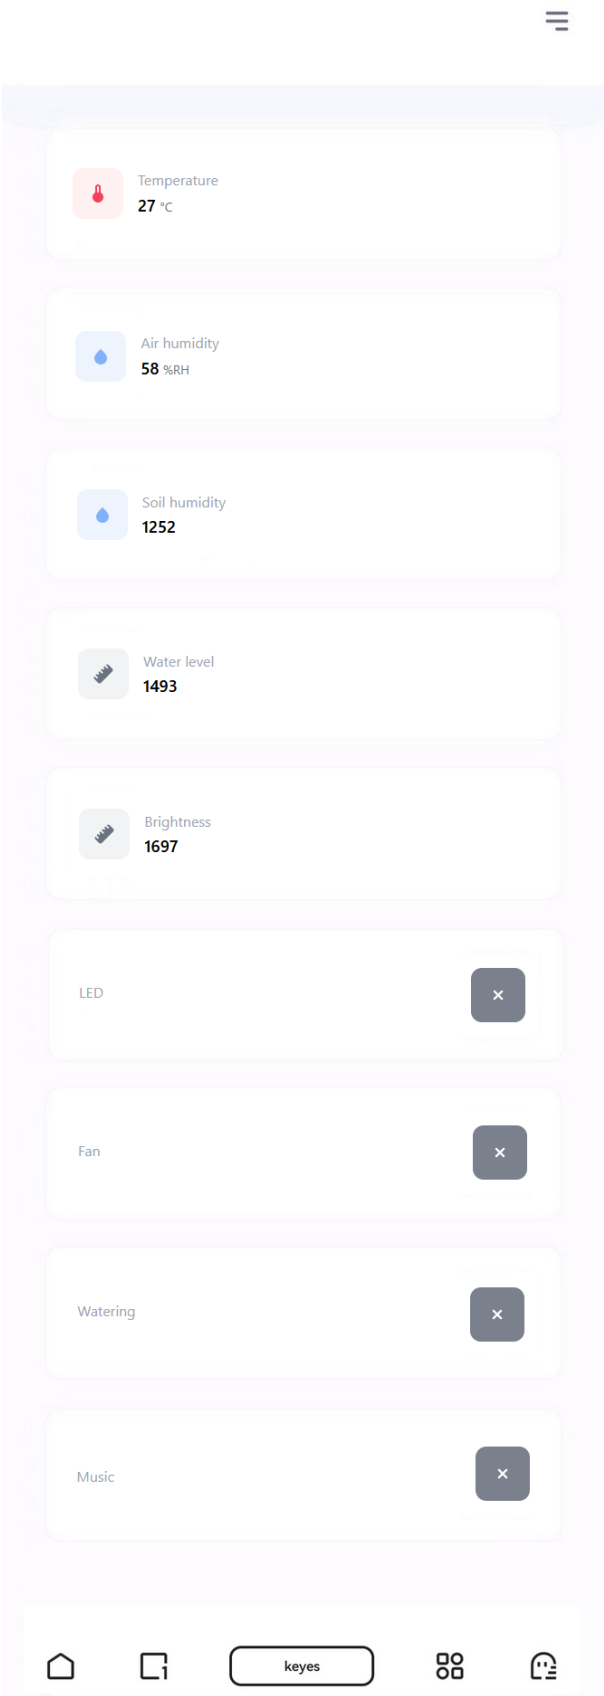 Temperature
27 °C
Air humidity
58 %RH
Soil humidity
1252
Water level
1493
Brightness
1697
LED
Fan
Watering
Music
1
keyes